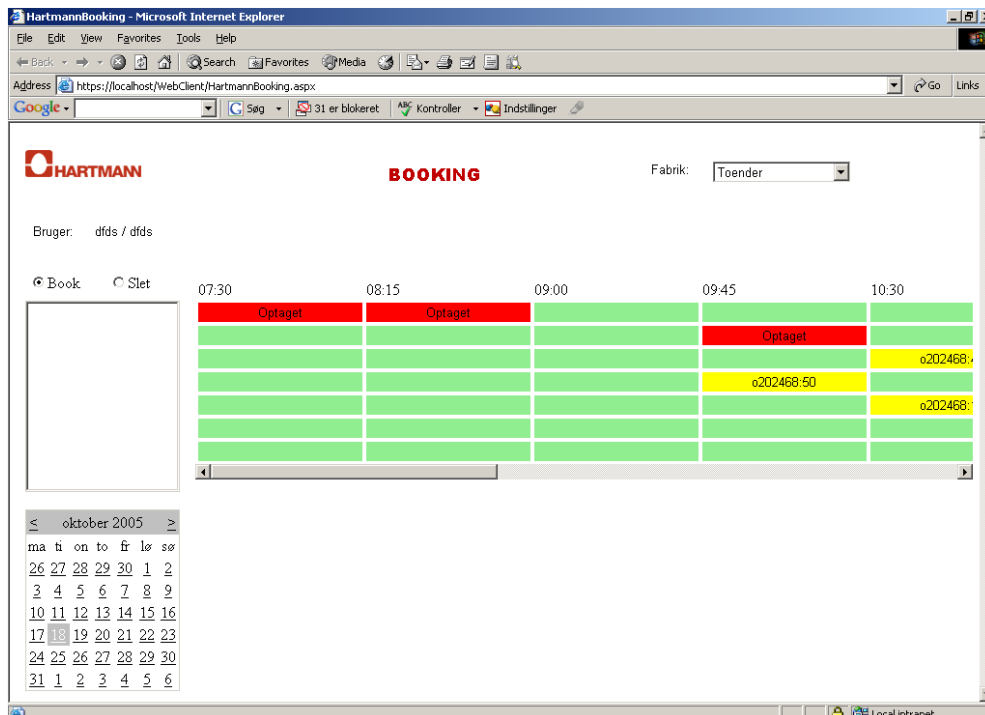 HartmannBooking - Microsoft Internet Explorer
File Edit View Favorites Tools Help
Back Search Favorites Media
Address https://localhost/WebClient/HartmannBooking.aspx Go Links
Google Søg 31 er blokeret ABC Kontroller Indstillinger
HARTMANN BOOKING Fabrik: Toender
Bruger: dfds / dfds
Book Slet
07:30 08:15 09:00 09:45 10:30
Optaget Optaget
Optaget
o202468:
o202468:50
o202468:
< oktober 2005 >
ma ti on to fr lø sø
26 27 28 29 30 1 2
3 4 5 6 7 8 9
10 11 12 13 14 15 16
17 18 19 20 21 22 23
24 25 26 27 28 29 30
31 1 2 3 4 5 6
Local intranet